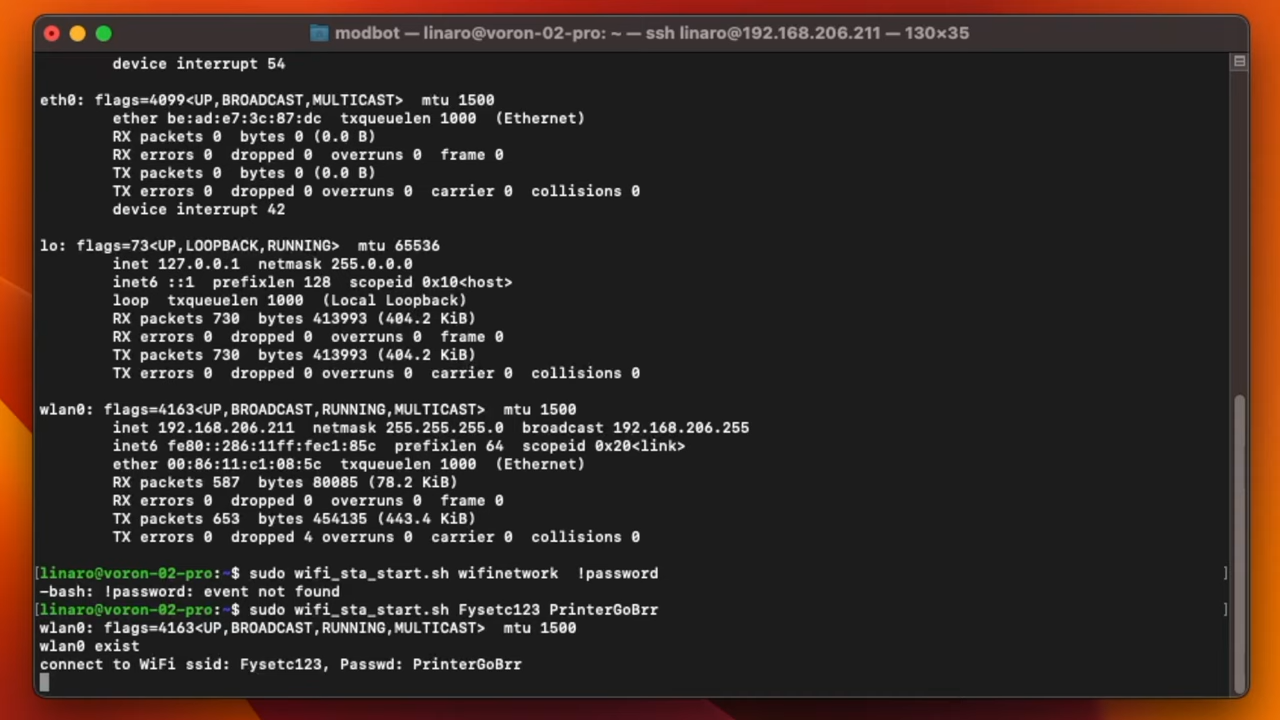 modbot — linaro@voron-02-pro: ~ — ssh linaro@192.168.206.211 — 130×35
device interrupt 54
eth0: flags=4099<UP,BROADCAST,MULTICAST>  mtu 1500
ether be:ad:e7:3c:87:dc  txqueuelen 1000  (Ethernet)
RX packets 0  bytes 0 (0.0 B)
RX errors 0  dropped 0  overruns 0  frame 0
TX packets 0  bytes 0 (0.0 B)
TX errors 0  dropped 0 overruns 0  carrier 0  collisions 0
device interrupt 42
lo: flags=73<UP,LOOPBACK,RUNNING>  mtu 65536
inet 127.0.0.1  netmask 255.0.0.0
inet6 ::1  prefixlen 128  scopeid 0x10<host>
loop  txqueuelen 1000  (Local Loopback)
RX packets 730  bytes 413993 (404.2 KiB)
RX errors 0  dropped 0  overruns 0  frame 0
TX packets 730  bytes 413993 (404.2 KiB)
TX errors 0  dropped 0 overruns 0  carrier 0  collisions 0
wlan0: flags=4163<UP,BROADCAST,RUNNING,MULTICAST>  mtu 1500
inet 192.168.206.211  netmask 255.255.255.0  broadcast 192.168.206.255
inet6 fe80::286:11ff:fec1:85c  prefixlen 64  scopeid 0x20<link>
ether 00:86:11:c1:08:5c  txqueuelen 1000  (Ethernet)
RX packets 587  bytes 80085 (78.2 KiB)
RX errors 0  dropped 0  overruns 0  frame 0
TX packets 653  bytes 454135 (443.4 KiB)
TX errors 0  dropped 4 overruns 0  carrier 0  collisions 0
[linaro@voron-02-pro:~$ sudo wifi_sta_start.sh wifinetwork  !password ]
-bash: !password: event not found
[linaro@voron-02-pro:~$ sudo wifi_sta_start.sh Fysetc123 PrinterGoBrr ]
wlan0: flags=4163<UP,BROADCAST,RUNNING,MULTICAST>  mtu 1500
wlan0 exist
connect to WiFi ssid: Fysetc123, Passwd: PrinterGoBrr